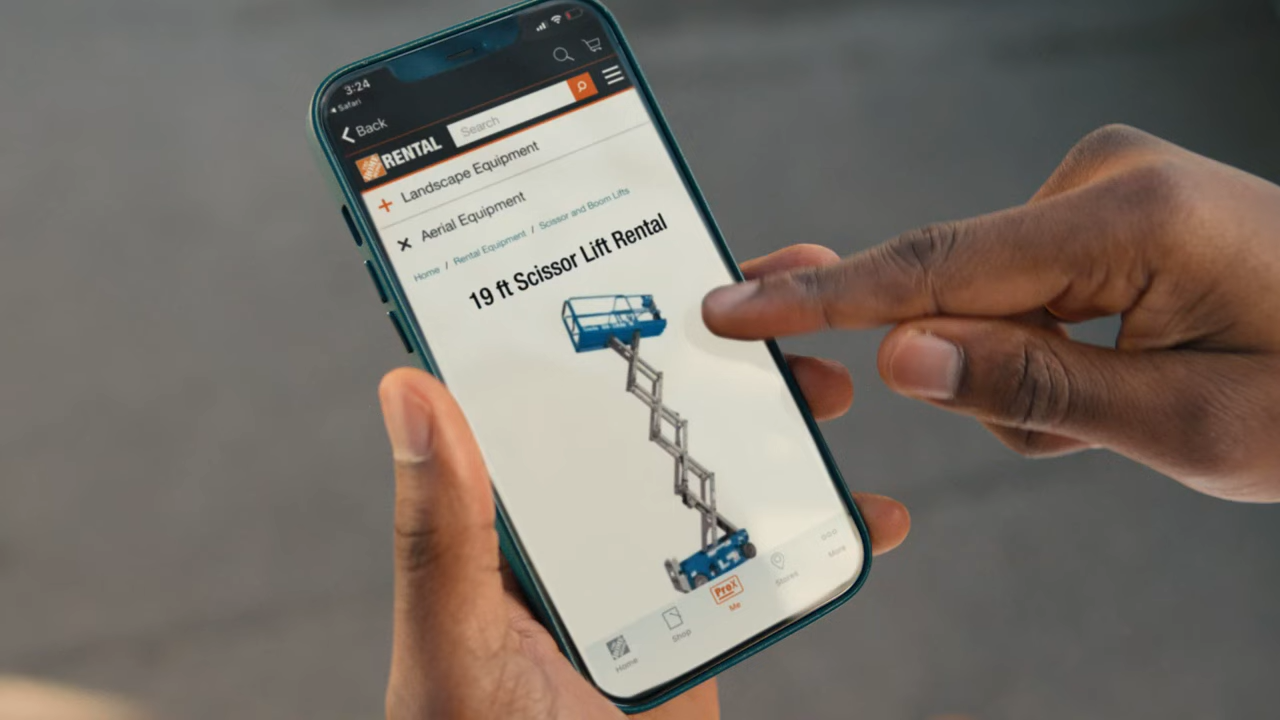 3:24
Safari
Back
RENTAL
Search
Landscape Equipment
Aerial Equipment
Home / Rental Equipment / Scissor and Boom Lifts
19 ft Scissor Lift Rental
Home
Shop
ProX
Me
Stores
More